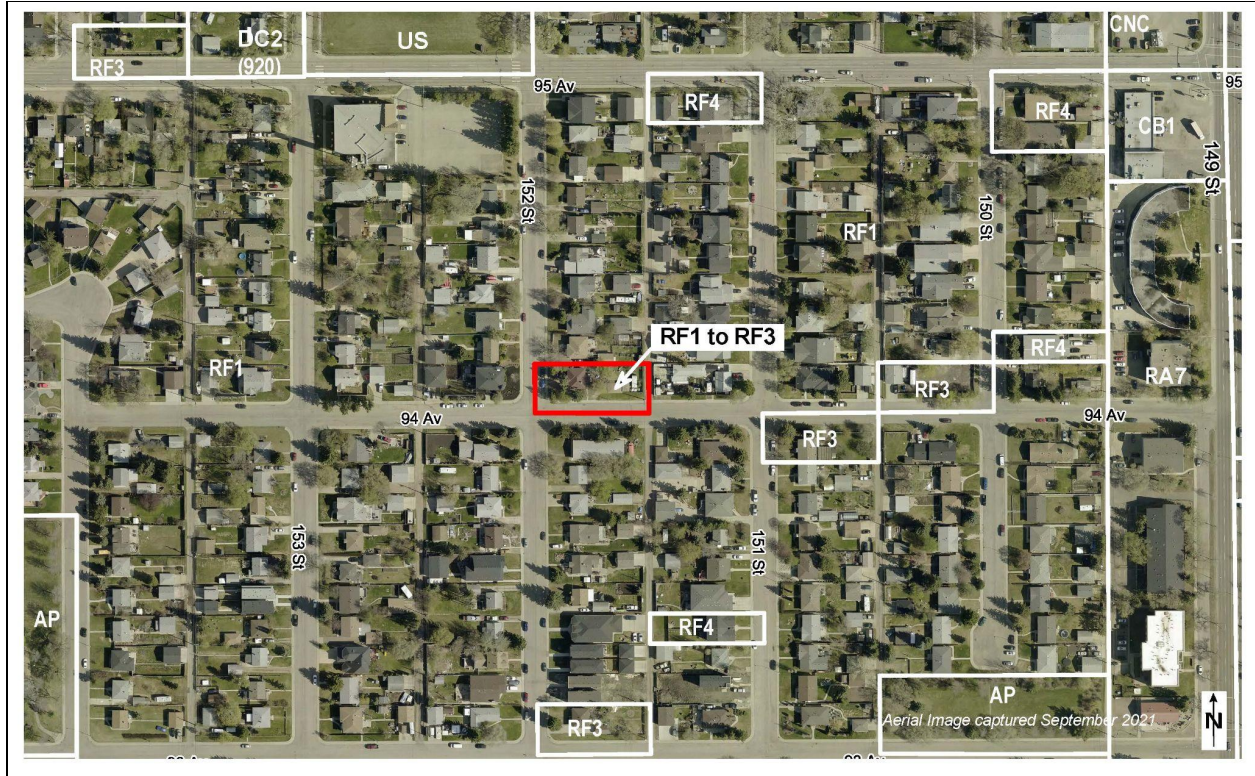 CNC
DC2
(920)
US
RF3
95 Av
RF4
RF4
95
CB1
149 St
152 St
150 St
RF1
RF1 to RF3
RF4
RF1
RF3
RA7
94 Av
94 Av
RF3
153 St
151 St
AP
RF4
AP
Aerial Image captured September 2021
N
RF3